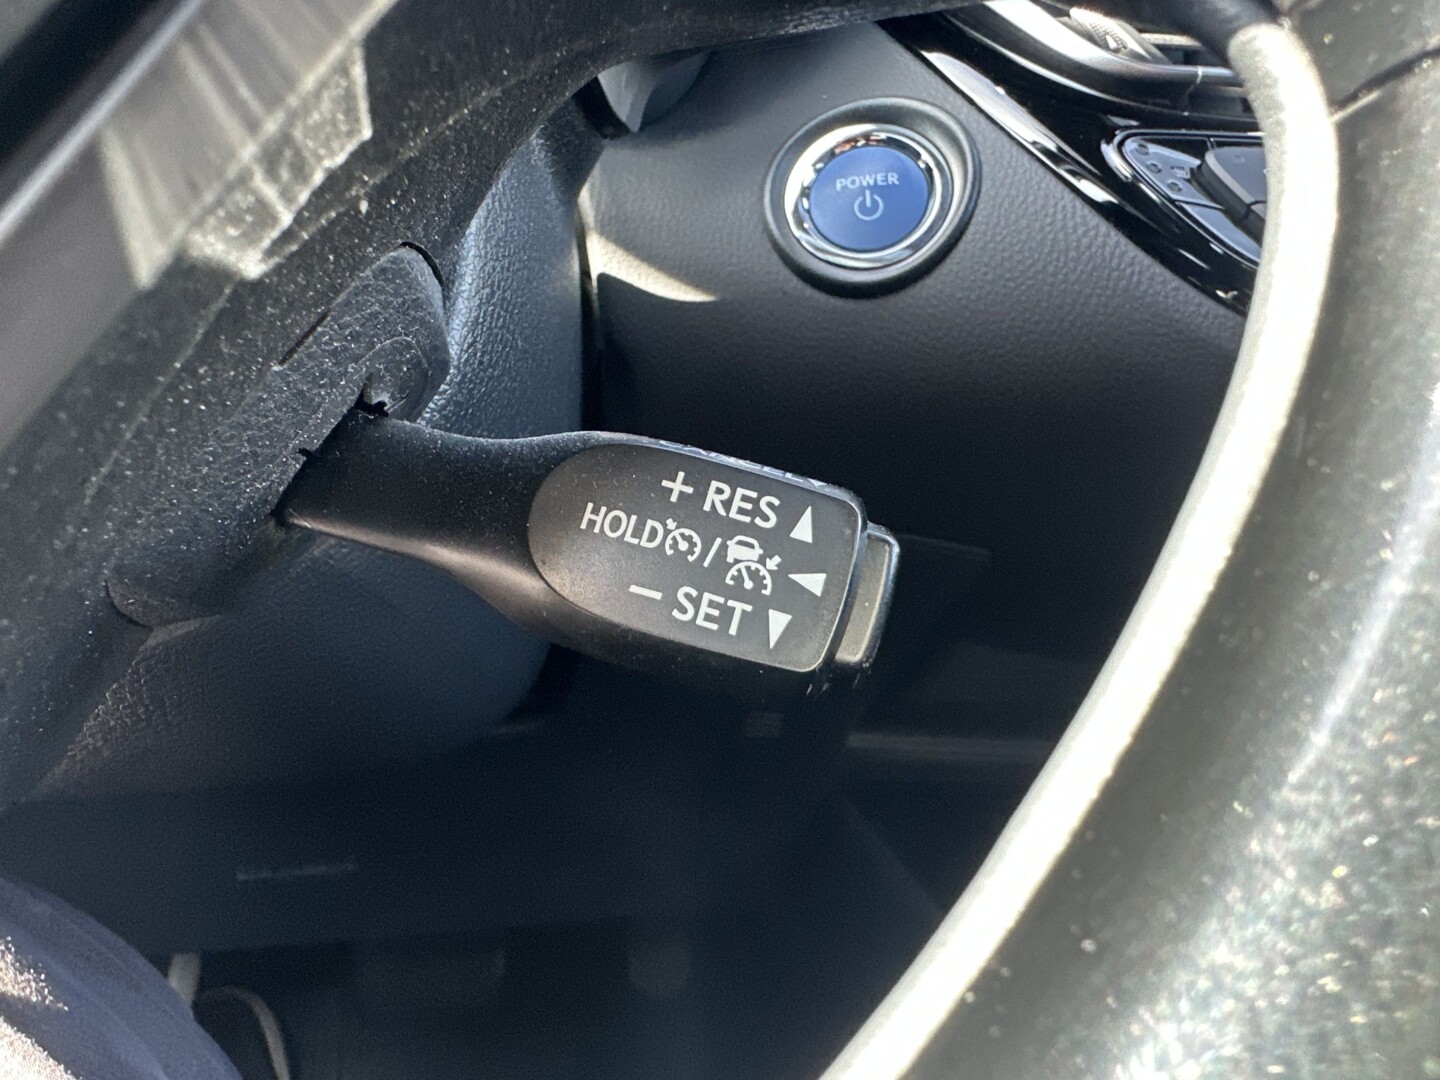 POWER
+ RES
HOLD /
− SET